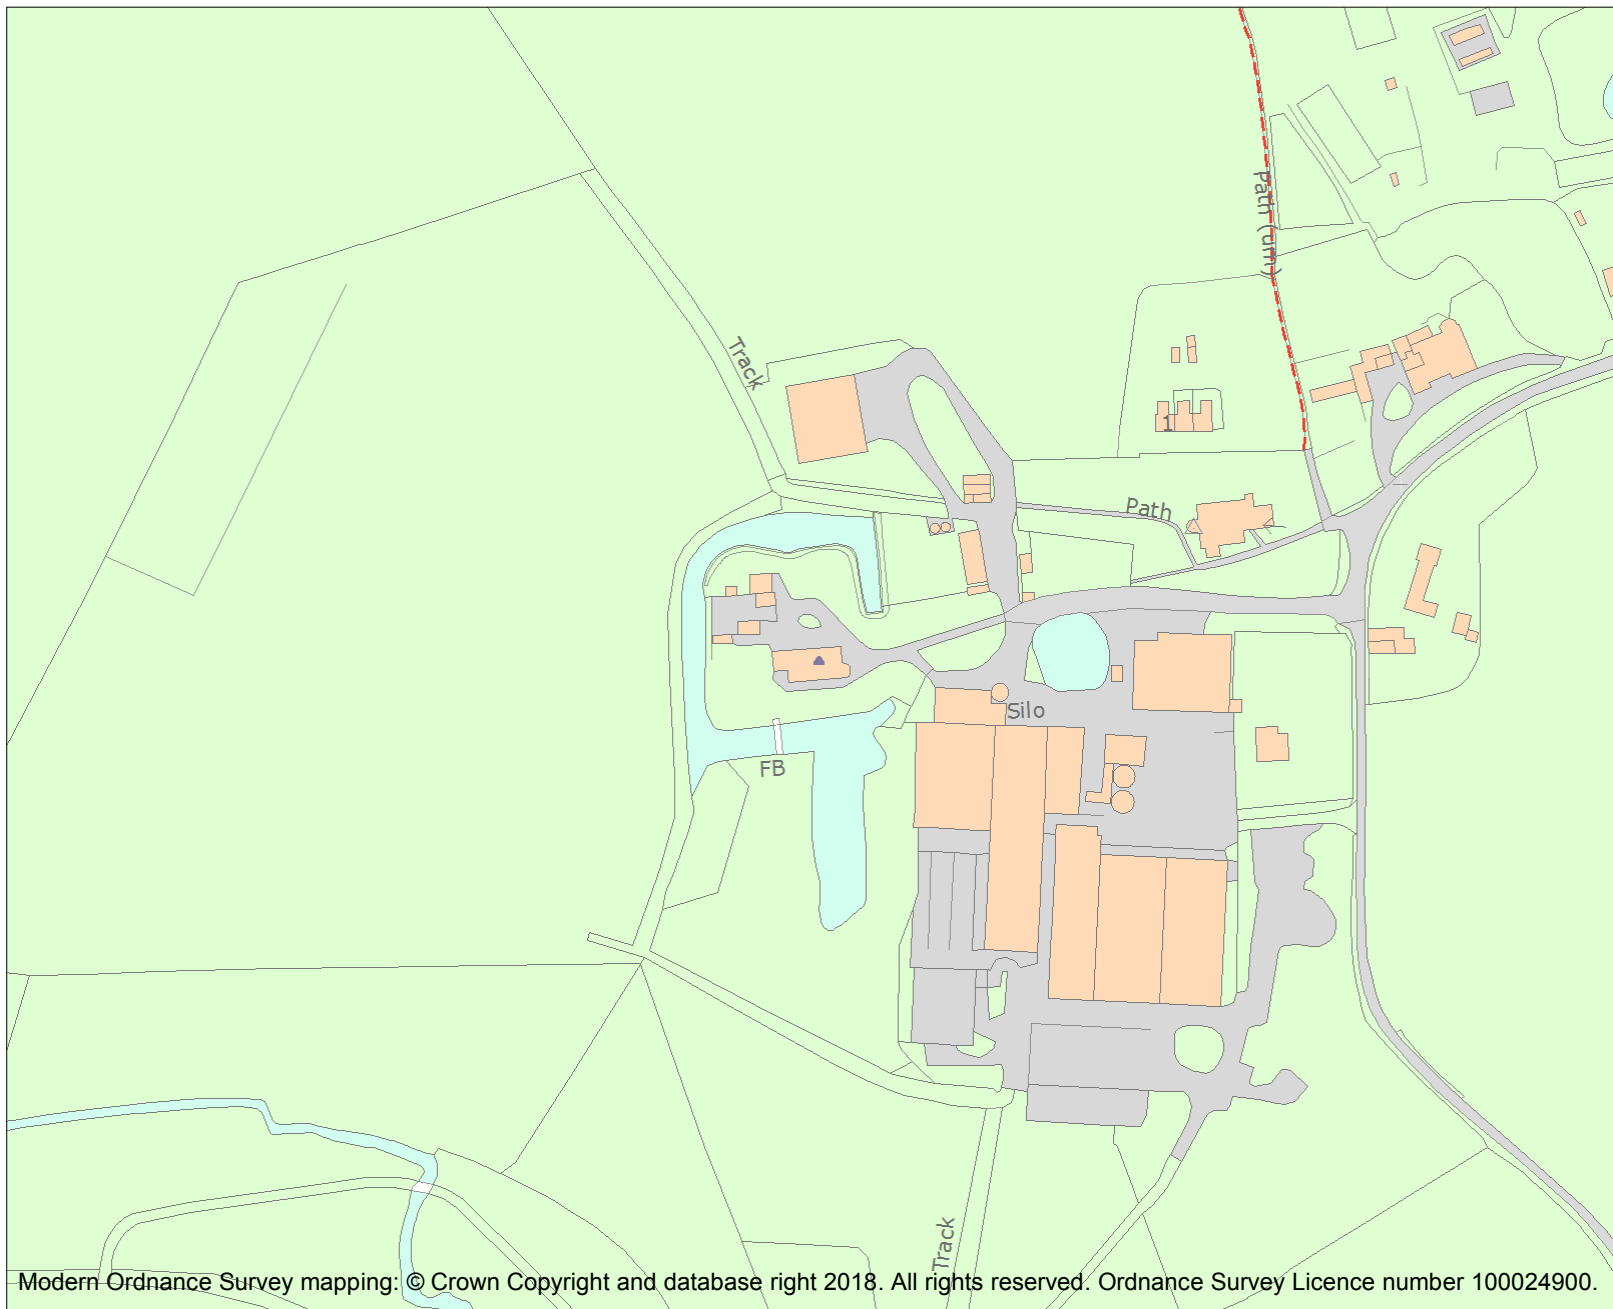 Path (um)
Track
1
Path
Silo
FB
Track
Modern Ordnance Survey mapping: © Crown Copyright and database right 2018. All rights reserved. Ordnance Survey Licence number 100024900.